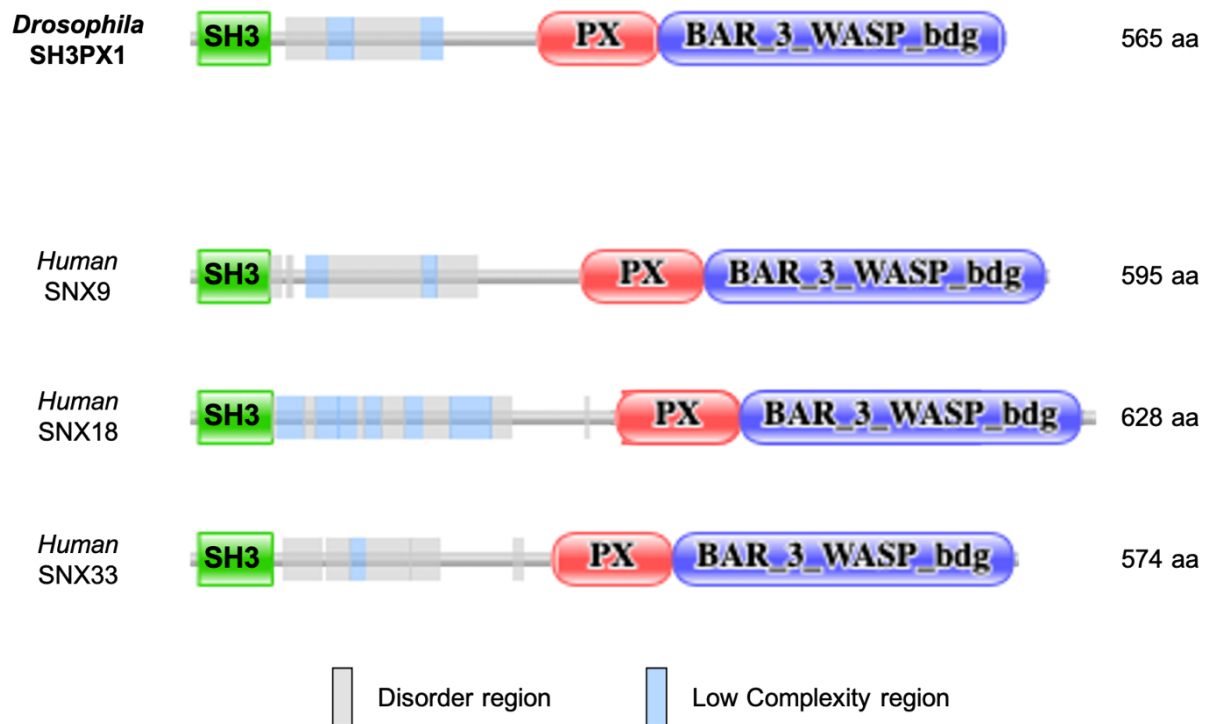 Drosophila
SH3PX1
SH3
PX
BAR_3_WASP_bdg
565 aa
Human
SNX9
SH3
PX
BAR_3_WASP_bdg
595 aa
Human
SNX18
SH3
PX
BAR_3_WASP_bdg
628 aa
Human
SNX33
SH3
PX
BAR_3_WASP_bdg
574 aa
Disorder region
Low Complexity region